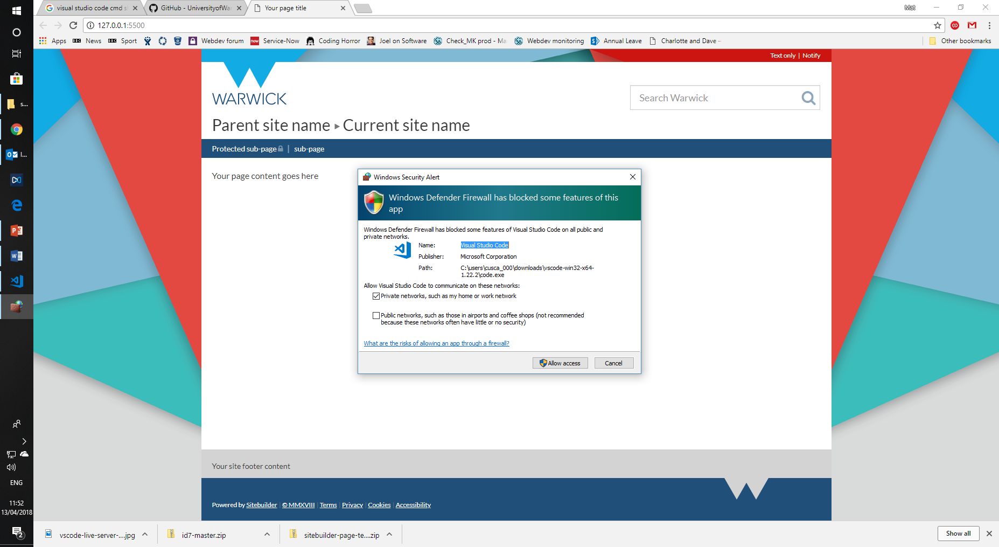 visual studio code cmd s
GitHub - UniversityofWar
Your page title
Mat
127.0.0.1:5500
Apps
BBC News
BBC Sport
Webdev forum
now Service-Now
Coding Horror
Joel on Software
Check_MK prod - Ma
Webdev monitoring
Annual Leave
Charlotte and Dave -
Other bookmarks
Text only | Notify
WARWICK
Search Warwick
Parent site name ▸ Current site name
Protected sub-page | sub-page
Your page content goes here
Windows Security Alert
Windows Defender Firewall has blocked some features of this
app
Windows Defender Firewall has blocked some features of Visual Studio Code on all public and
private networks.
Name: Visual Studio Code
Publisher: Microsoft Corporation
Path: C:\users\cusca_000\downloads\vscode-win32-x64-
1.22.2\code.exe
Allow Visual Studio Code to communicate on these networks:
Private networks, such as my home or work network
Public networks, such as those in airports and coffee shops (not recommended
because these networks often have little or no security)
What are the risks of allowing an app through a firewall?
Allow access
Cancel
Your site footer content
Powered by Sitebuilder | © MMXVIII | Terms | Privacy | Cookies | Accessibility
vscode-live-server-....jpg
id7-master.zip
sitebuilder-page-te....zip
Show all
s...
l...
ENG
11:52
13/04/2018
2